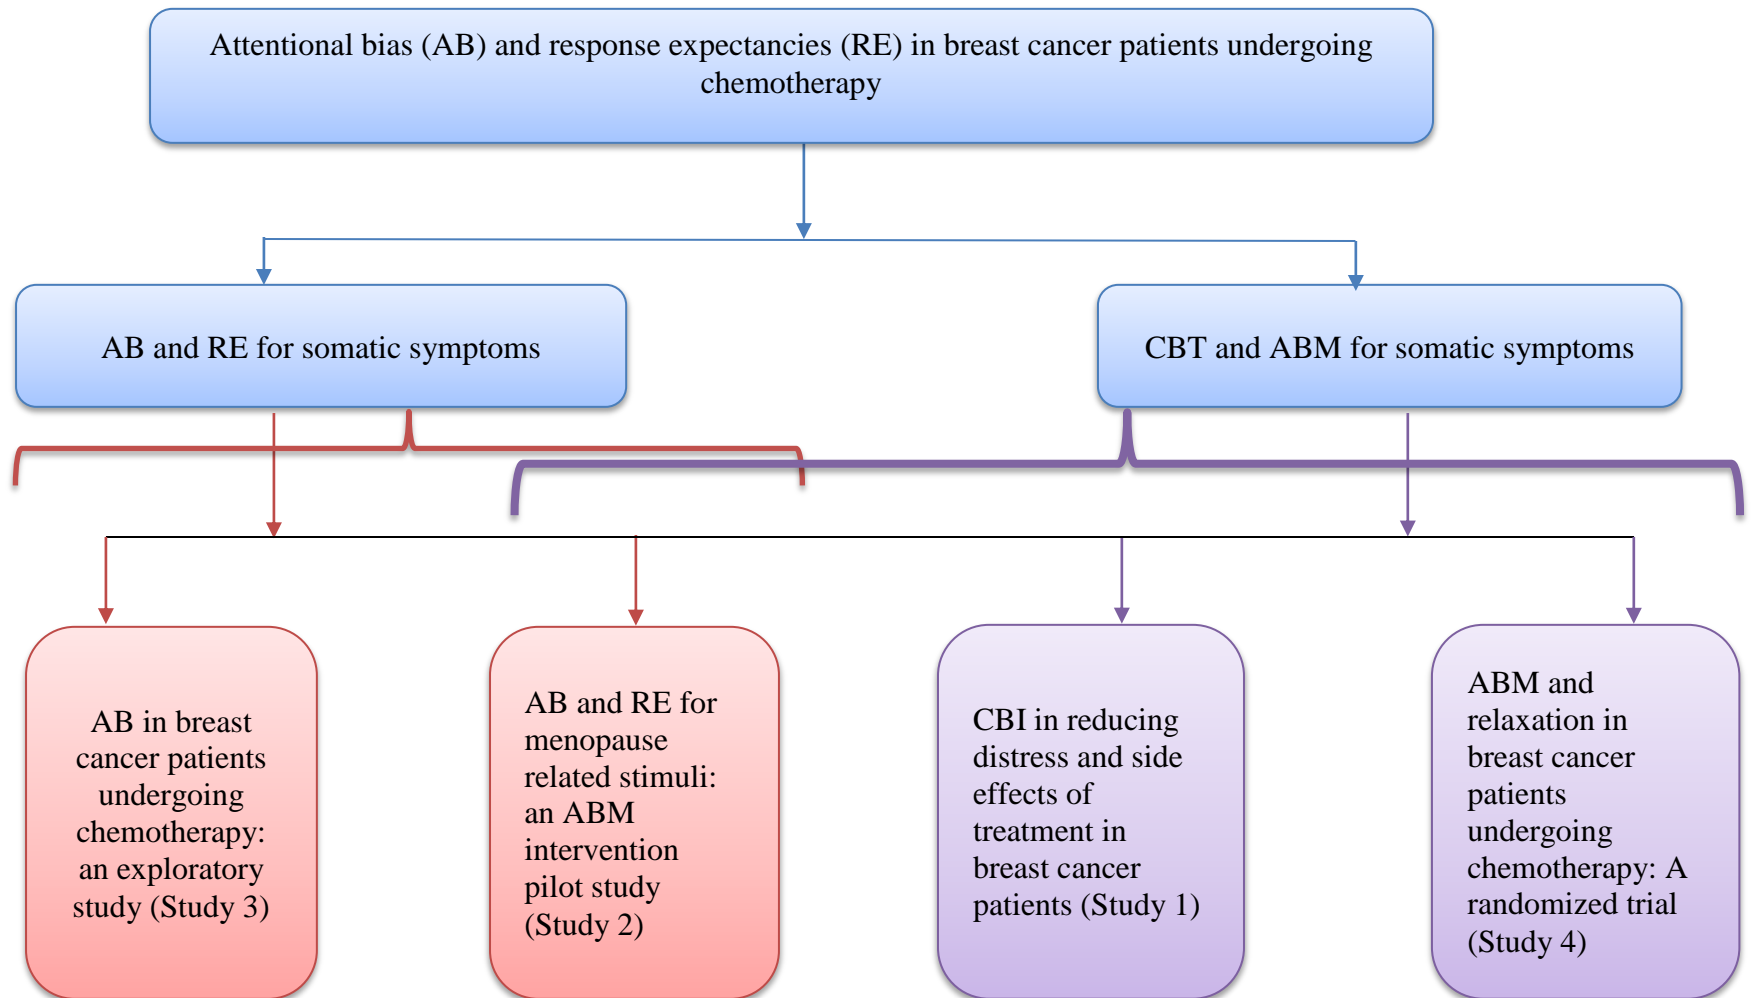 Attentional bias (AB) and response expectancies (RE) in breast cancer patients undergoing
chemotherapy
AB and RE for somatic symptoms
CBT and ABM for somatic symptoms
AB in breast
cancer patients
undergoing
chemotherapy:
an exploratory
study (Study 3)
AB and RE for
menopause
related stimuli:
an ABM
intervention
pilot study
(Study 2)
CBI in reducing
distress and side
effects of
treatment in
breast cancer
patients (Study 1)
ABM and
relaxation in
breast cancer
patients
undergoing
chemotherapy: A
randomized trial
(Study 4)